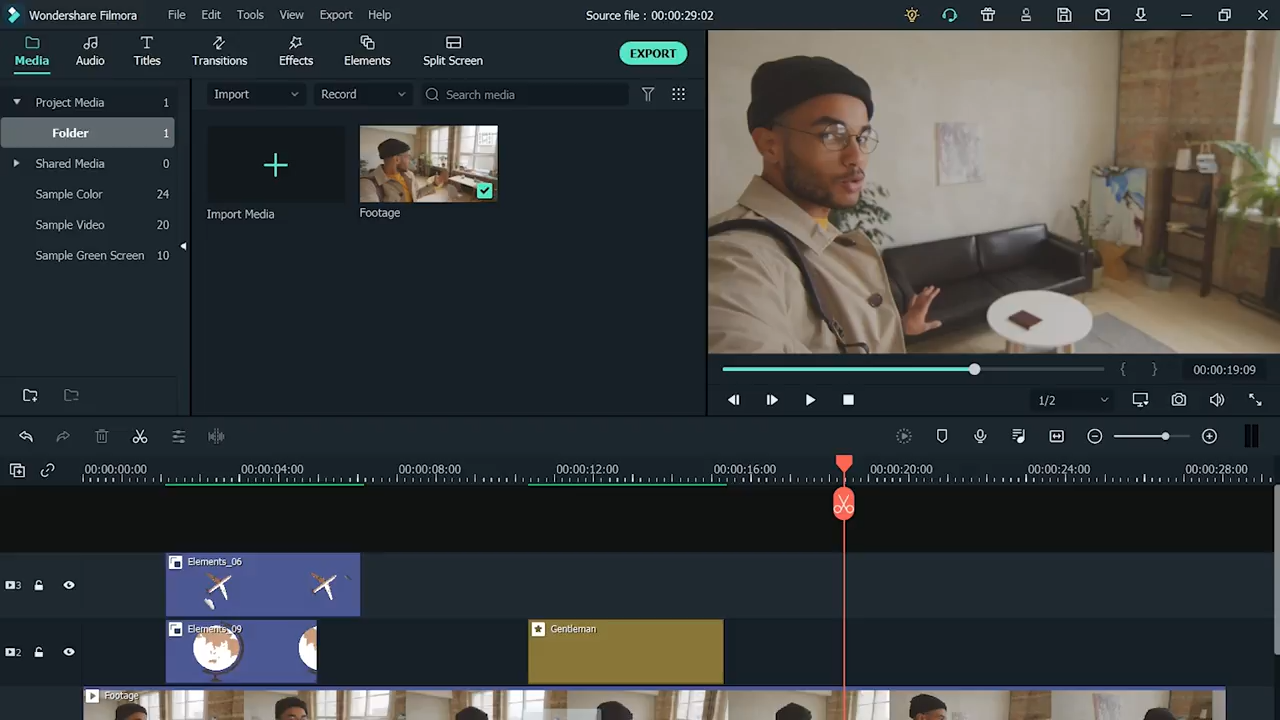 Wondershare Filmora File Edit Tools View Export Help Source file : 00:00:29:02
Media Audio Titles Transitions Effects Elements Split Screen EXPORT
Project Media 1
Folder 1
Shared Media 0
Sample Color 24
Sample Video 20
Sample Green Screen 10
Import Record Search media
Import Media
Footage
00:00:19:09
1/2
00:00:00:00 00:00:04:00 00:00:08:00 00:00:12:00 00:00:16:00 00:00:20:00 00:00:24:00 00:00:28:00
3 Elements_06
2 Elements_09 Gentleman
Footage